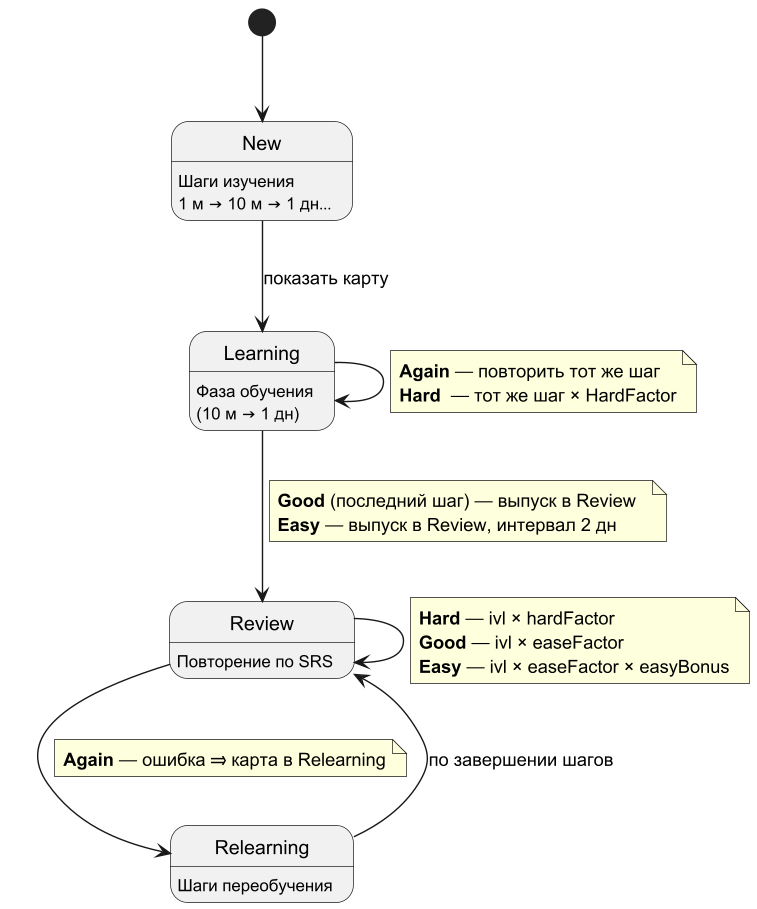 New
Шаги изучения
1 м → 10 м → 1 дн...
показать карту
Learning
Фаза обучения
(10 м → 1 дн)
Again — повторить тот же шаг
Hard — тот же шаг × HardFactor
Good (последний шаг) — выпуск в Review
Easy — выпуск в Review, интервал 2 дн
Review
Повторение по SRS
Hard — ivl × hardFactor
Good — ivl × easeFactor
Easy — ivl × easeFactor × easyBonus
Again — ошибка ⇒ карта в Relearning
по завершении шагов
Relearning
Шаги переобучения